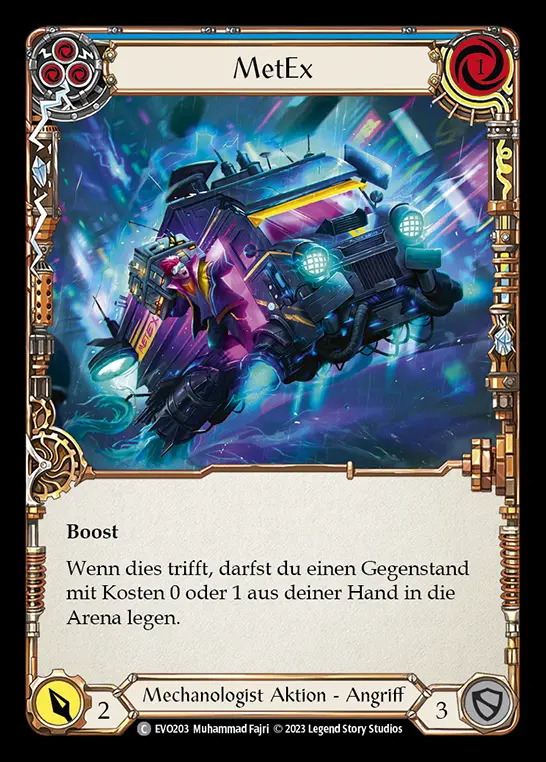 MetEx
1
METEX
Boost
Wenn dies trifft, darfst du einen Gegenstand
mit Kosten 0 oder 1 aus deiner Hand in die
Arena legen.
2
Mechanologist Aktion - Angriff
3
C EVO203 Muhammad Fajri © 2023 Legend Story Studios